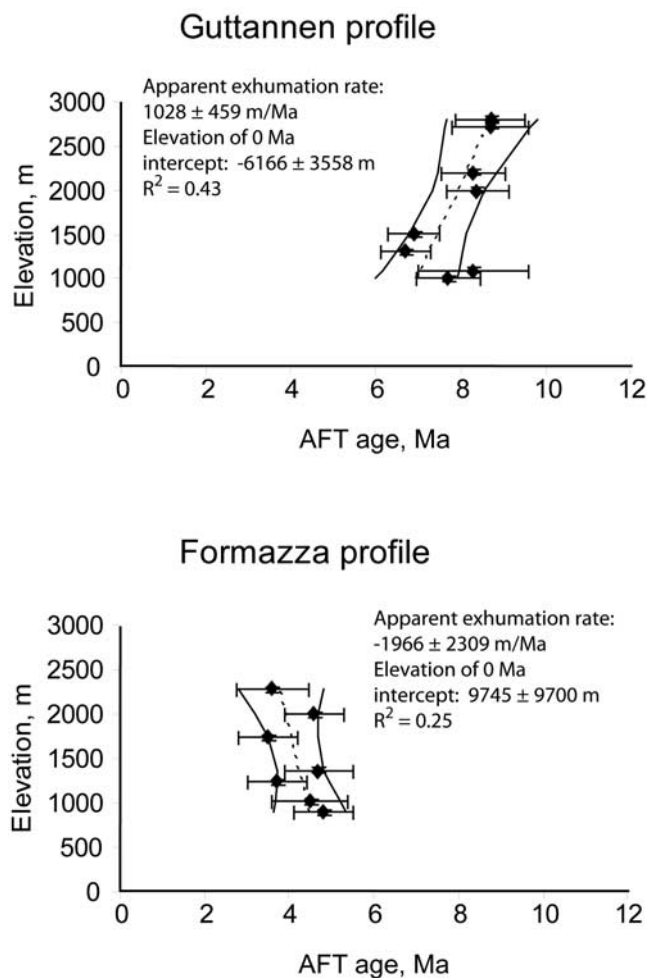 Guttannen profile
Apparent exhumation rate:
1028 ± 459 m/Ma
Elevation of 0 Ma
intercept: -6166 ± 3558 m
R² = 0.43
Elevation, m
3000
2500
2000
1500
1000
500
0
0 2 4 6 8 10 12
AFT age, Ma
Formazza profile
Apparent exhumation rate:
-1966 ± 2309 m/Ma
Elevation of 0 Ma
intercept: 9745 ± 9700 m
R² = 0.25
Elevation, m
3000
2500
2000
1500
1000
500
0
0 2 4 6 8 10 12
AFT age, Ma